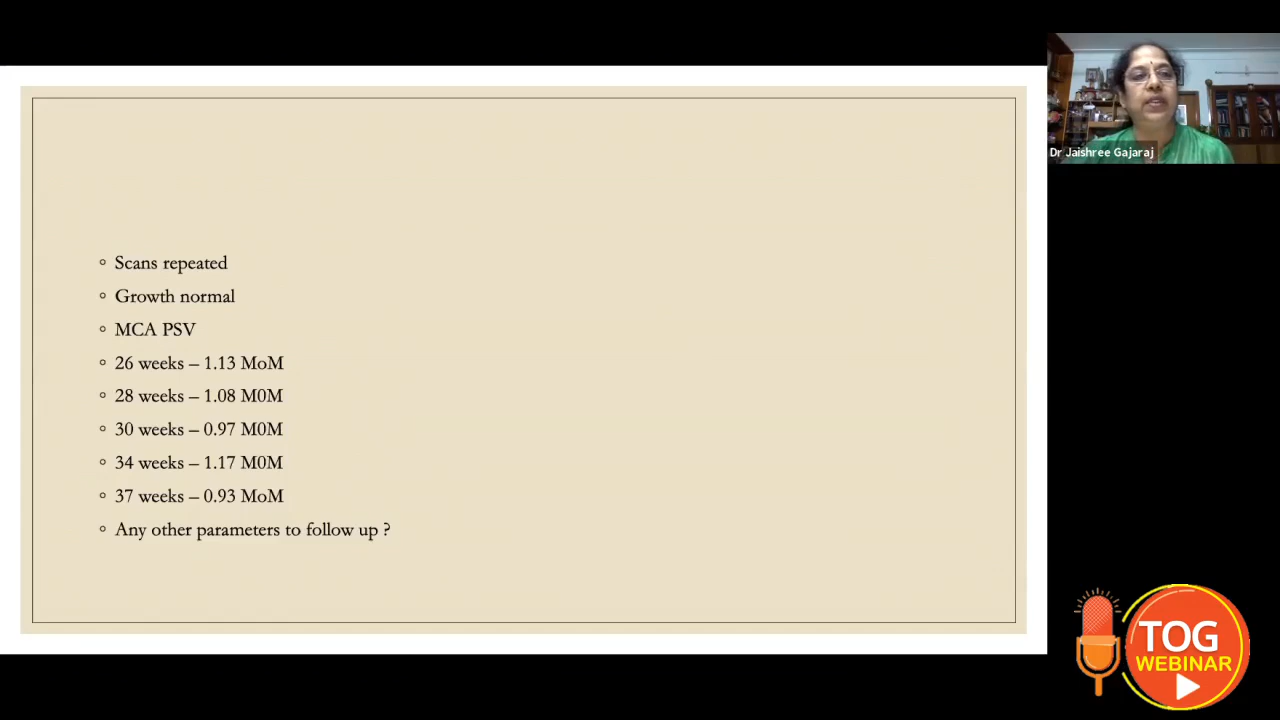 Dr Jaishree Gajaraj
◦ Scans repeated
◦ Growth normal
◦ MCA PSV
◦ 26 weeks – 1.13 MoM
◦ 28 weeks – 1.08 M0M
◦ 30 weeks – 0.97 M0M
◦ 34 weeks – 1.17 M0M
◦ 37 weeks – 0.93 MoM
◦ Any other parameters to follow up ?
TOG
WEBINAR